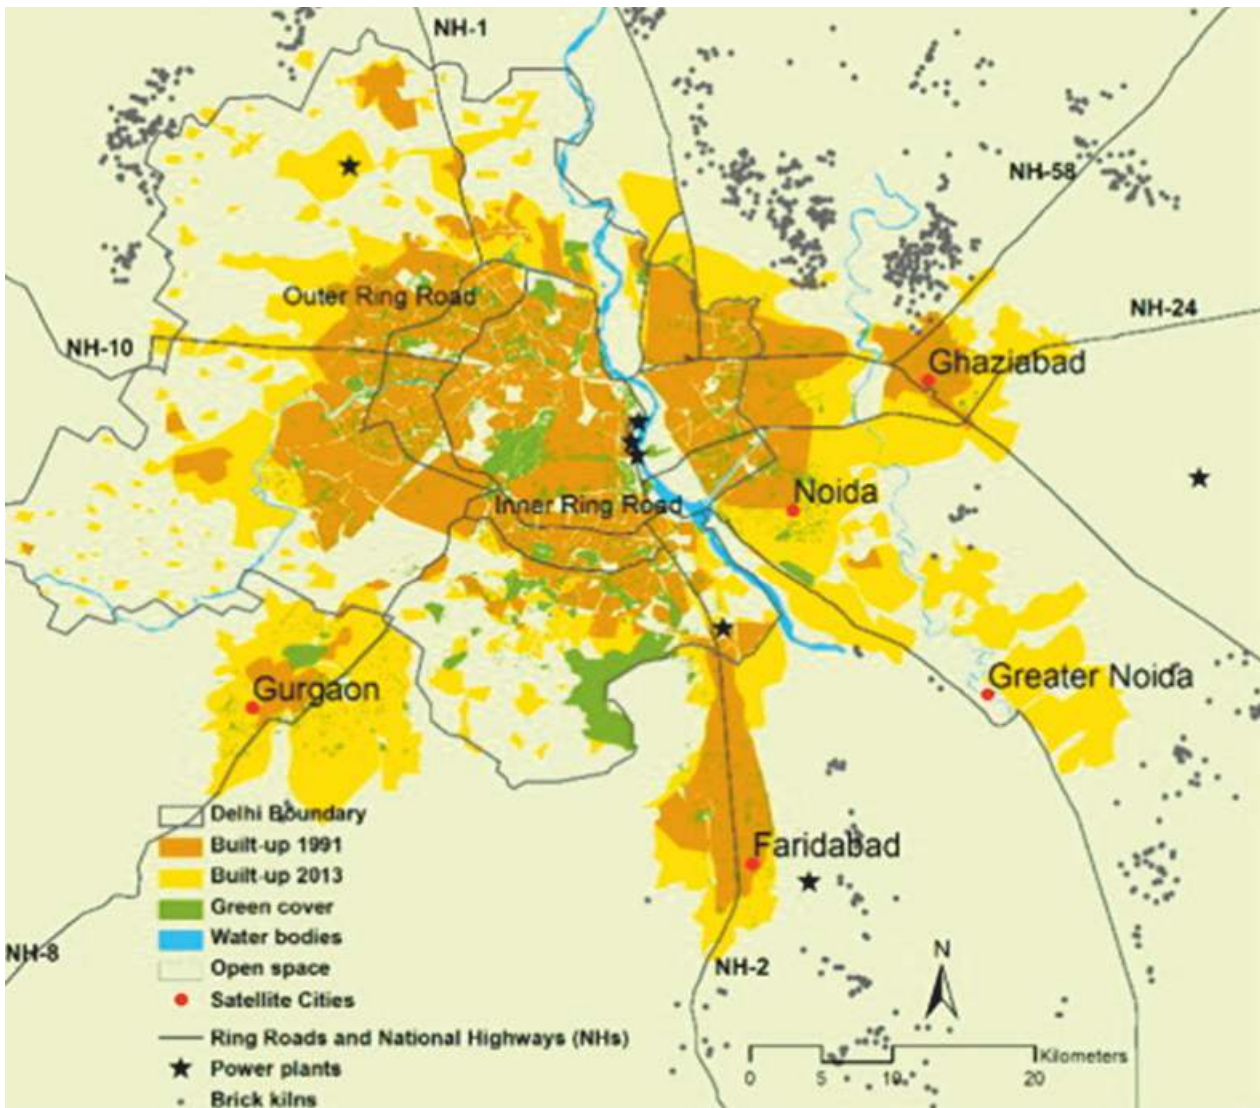 NH-1
NH-58
Outer Ring Road
NH-24
NH-10
Ghaziabad
Noida
Inner Ring Road
Greater Noida
Gurgaon
Delhi Boundary
Built-up 1991
Faridabad
Built-up 2013
Green cover
Water bodies
N
NH-8
Open space
NH-2
Satellite Cities
Ring Roads and National Highways (NHs)
Kilometers
Power plants
0 5 10 20
Brick kilns